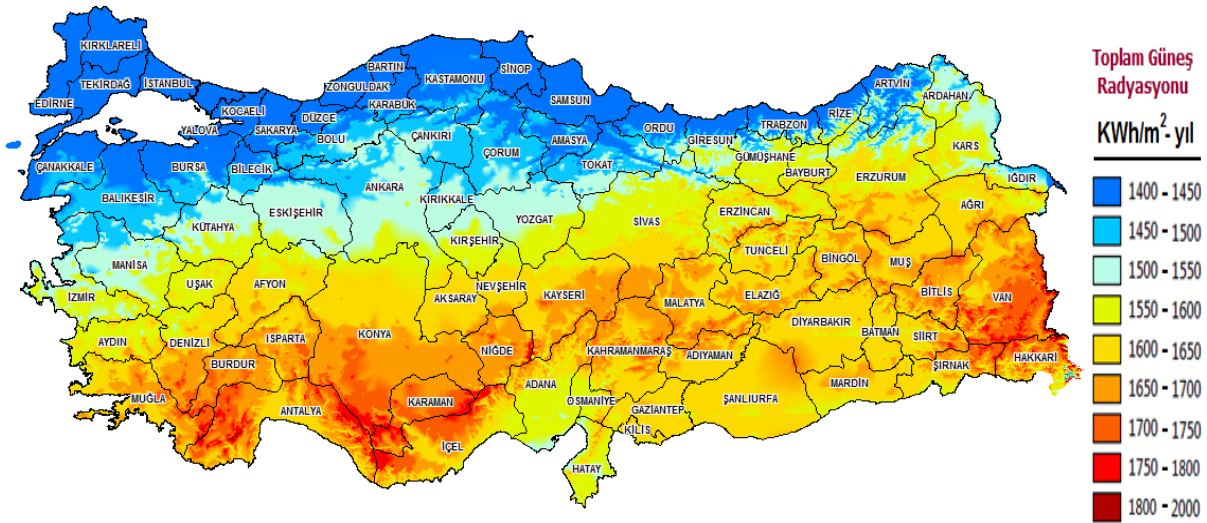 KIRKLARELİ
TEKİRDAĞ
İSTANBUL
EDİRNE
KOCAELİ
YALOVA
SAKARYA
DÜZCE
ZONGULDAK
BARTIN
KARABÜK
KASTAMONU
SİNOP
SAMSUN
BOLU
ÇANKIRI
ÇORUM
AMASYA
TOKAT
ORDU
GİRESUN
TRABZON
RİZE
ARTVİN
ARDAHAN
KARS
IĞDIR
GÜMÜŞHANE
BAYBURT
ERZURUM
AĞRI
ÇANAKKALE
BURSA
BİLECİK
BALIKEŞİR
KÜTAHYA
ESKİŞEHİR
ANKARA
KIRIKKALE
YOZGAT
KIRŞEHİR
SİVAS
ERZİNCAN
TUNCELİ
BİNGÖL
MUŞ
BİTLİS
VAN
MANİSA
İZMİR
UŞAK
AFYON
AKSARAY
NEVŞEHİR
KAYSERİ
MALATYA
ELAZIĞ
DİYARBAKIR
BATMAN
SİİRT
ŞIRNAK
HAKKARİ
AYDIN
DENİZLİ
ISPARTA
BURDUR
KONYA
NİĞDE
KAHRAMANMARAŞ
ADIYAMAN
MARDİN
MUĞLA
ANTALYA
KARAMAN
İÇEL
ADANA
OSMANİYE
GAZİANTEP
KİLİS
ŞANLIURFA
HATAY
Toplam Güneş
Radyasyonu
KWh/m²- yıl
1400 - 1450
1450 - 1500
1500 - 1550
1550 - 1600
1600 - 1650
1650 - 1700
1700 - 1750
1750 - 1800
1800 - 2000